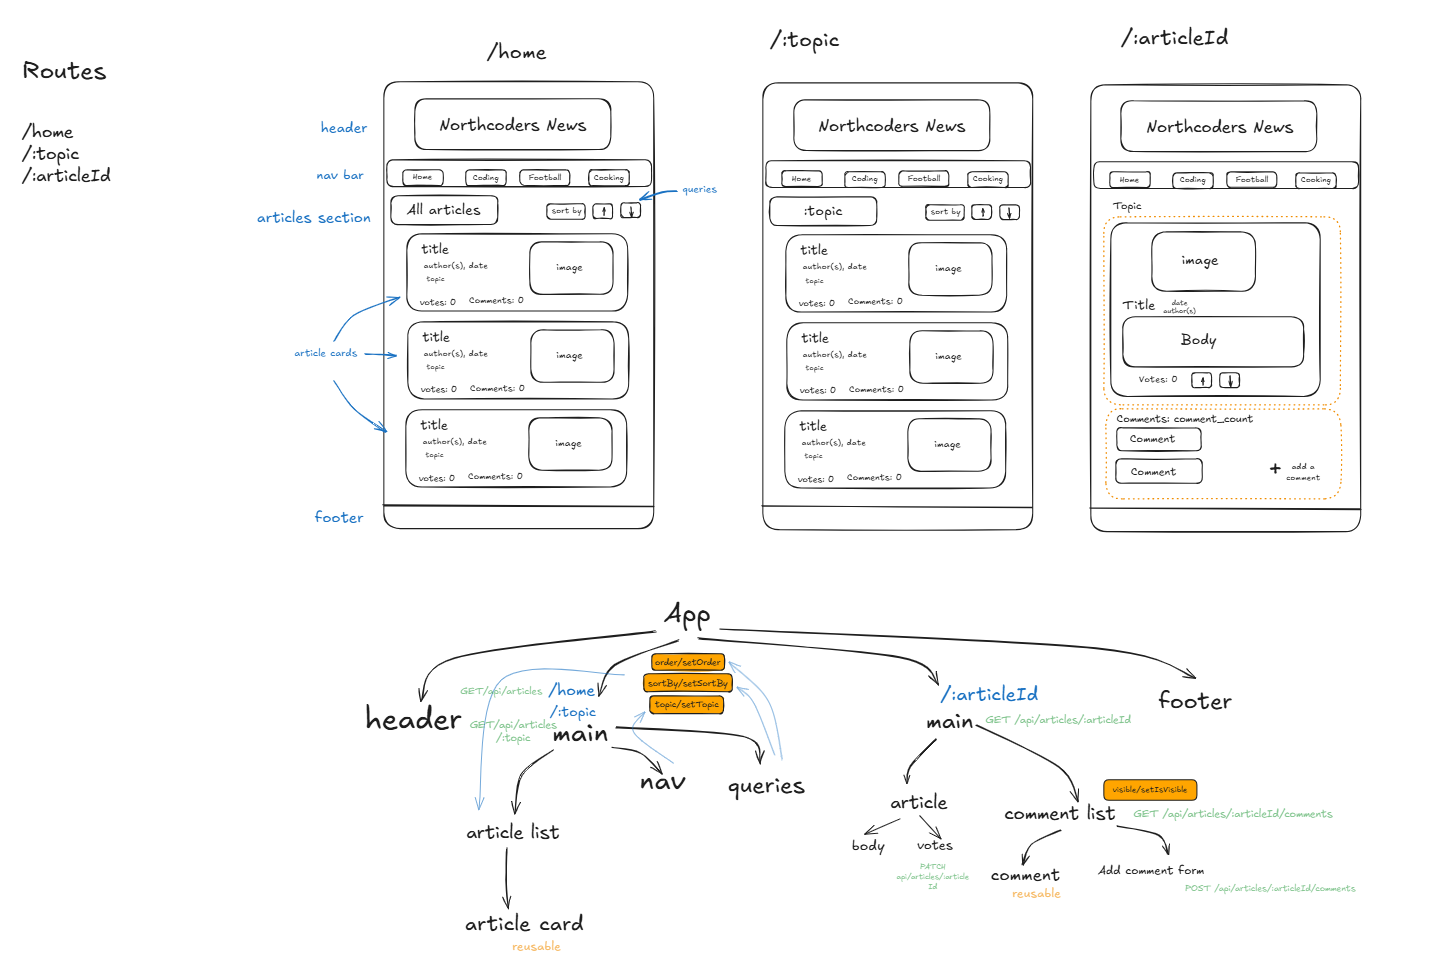 Routes
/home
/:topic
/:articleId
/home
header
nav bar
articles section
article cards
footer
queries
Northcoders News
Home
Coding
Football
Cooking
All articles
sort by
title
author(s), date
topic
votes: 0
Comments: 0
image
title
author(s), date
topic
votes: 0
Comments: 0
image
title
author(s), date
topic
votes: 0
Comments: 0
image
/:topic
Northcoders News
Home
Coding
Football
Cooking
:topic
sort by
title
author(s), date
topic
votes: 0
Comments: 0
image
title
author(s), date
topic
votes: 0
Comments: 0
image
title
author(s), date
topic
votes: 0
Comments: 0
image
/:articleId
Northcoders News
Home
Coding
Football
Cooking
Topic
image
Title
date
author(s)
Body
Votes: 0
Comments: comment_count
Comment
Comment
+
add a
comment
App
order/setOrder
sortBy/setSortBy
topic/setTopic
header
GET/api/articles
/home
/:topic
GET/api/articles
/:topic
main
nav
queries
article list
article card
reusable
/:articleId
main
GET /api/articles/:articleId
article
body
votes
PATCH
api/articles/:article
Id
visible/setIsVisible
comment list
GET /api/articles/:articleId/comments
comment
reusable
Add comment form
POST /api/articles/:articleId/comments
footer